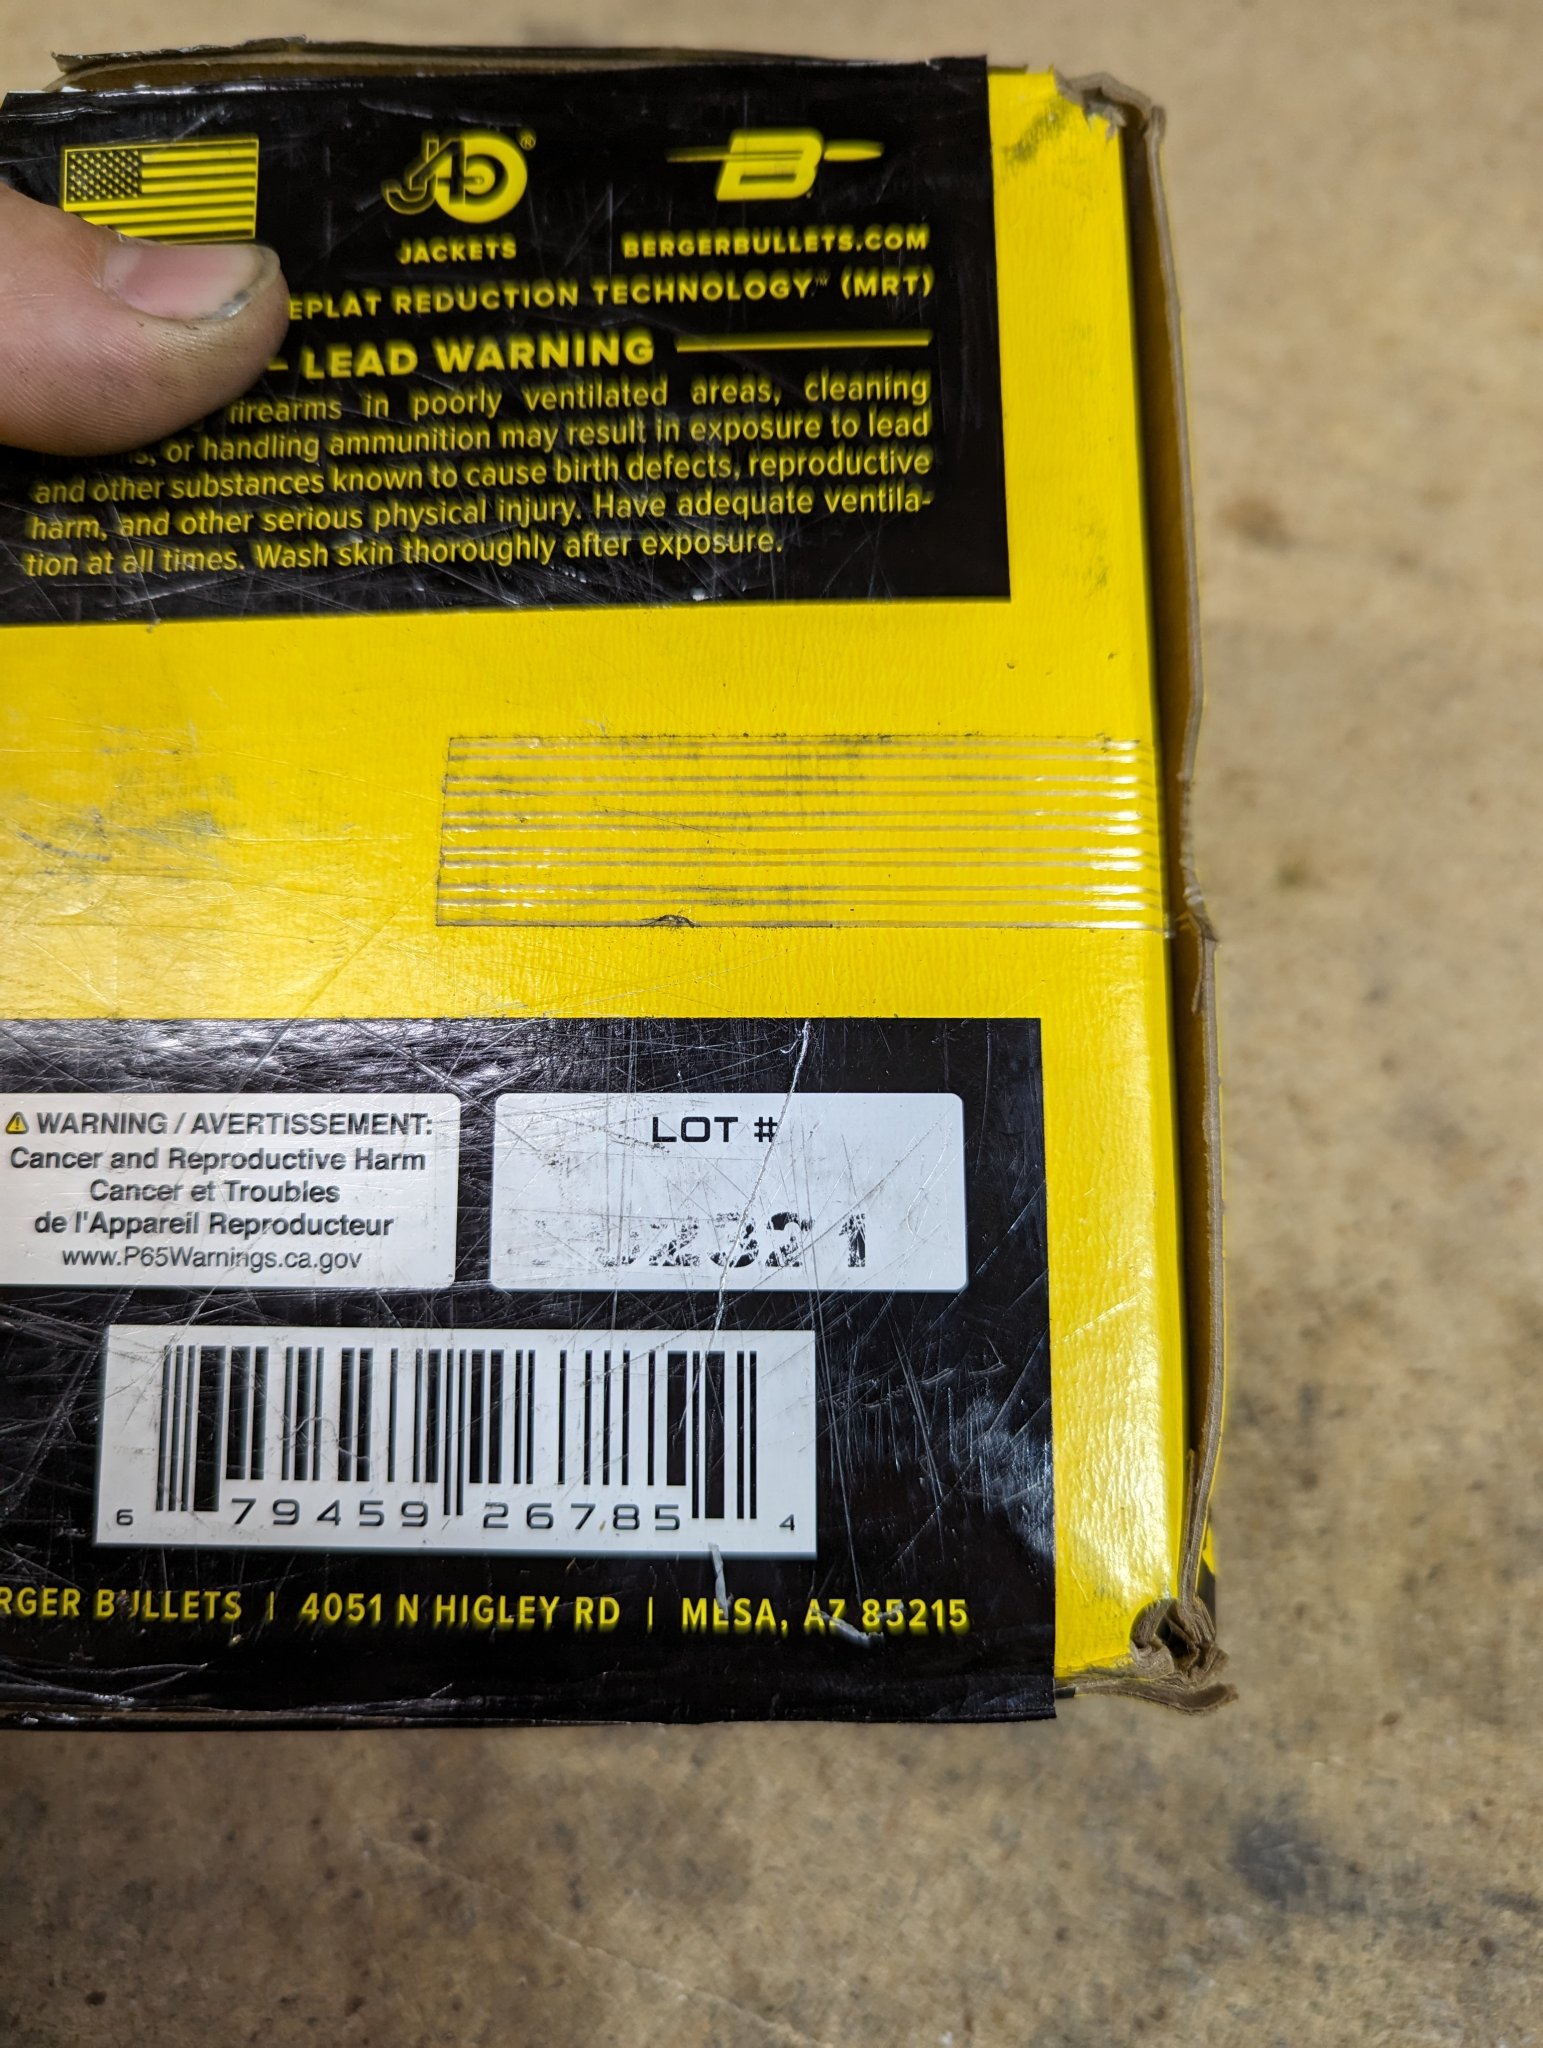 J4
®
B
JACKETS
BERGERBULLETS.COM
REDUCTION TECHNOLOGY™ (MRT)
LEAD WARNING
firearms in poorly ventilated areas, cleaning
or handling ammunition may result in exposure to lead
and other substances known to cause birth defects, reproductive
harm, and other serious physical injury. Have adequate ventila-
tion at all times. Wash skin thoroughly after exposure.
⚠ WARNING / AVERTISSEMENT:
Cancer and Reproductive Harm
Cancer et Troubles
de l'Appareil Reproducteur
www.P65Warnings.ca.gov
LOT #
6 79459 26785 4
BULLETS | 4051 N HIGLEY RD | MESA, AZ 85215